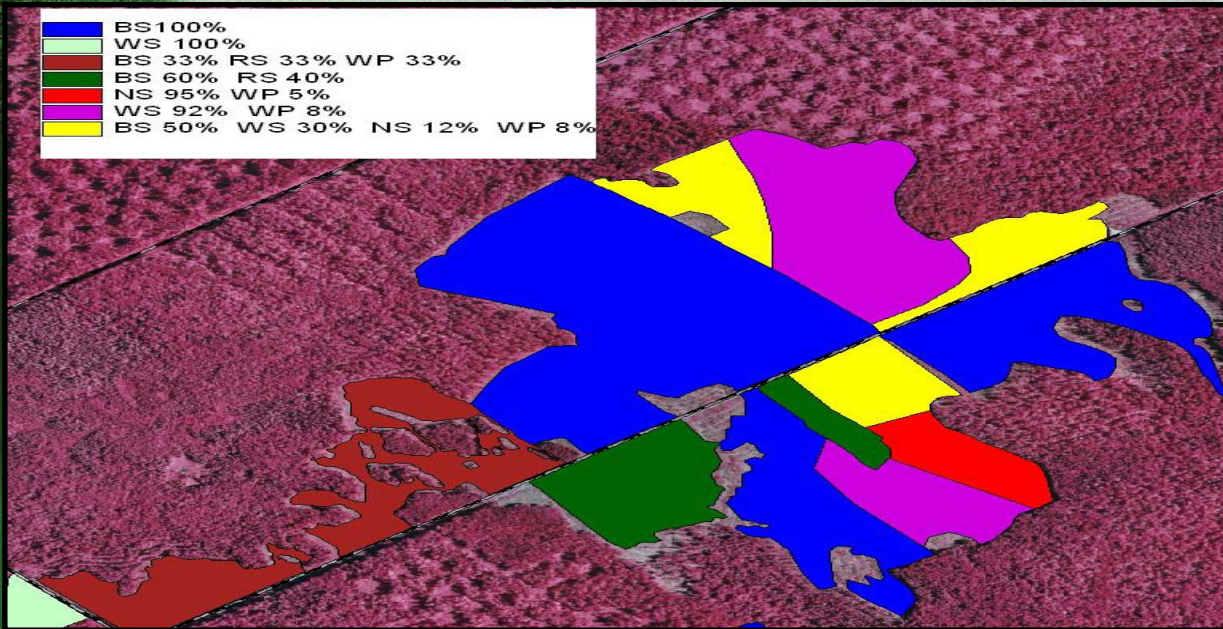 BS100%
WS 100%
BS 33% RS 33% WP 33%
BS 60% RS 40%
NS 95% WP 5%
WS 92% WP 8%
BS 50% WS 30% NS 12% WP 8%